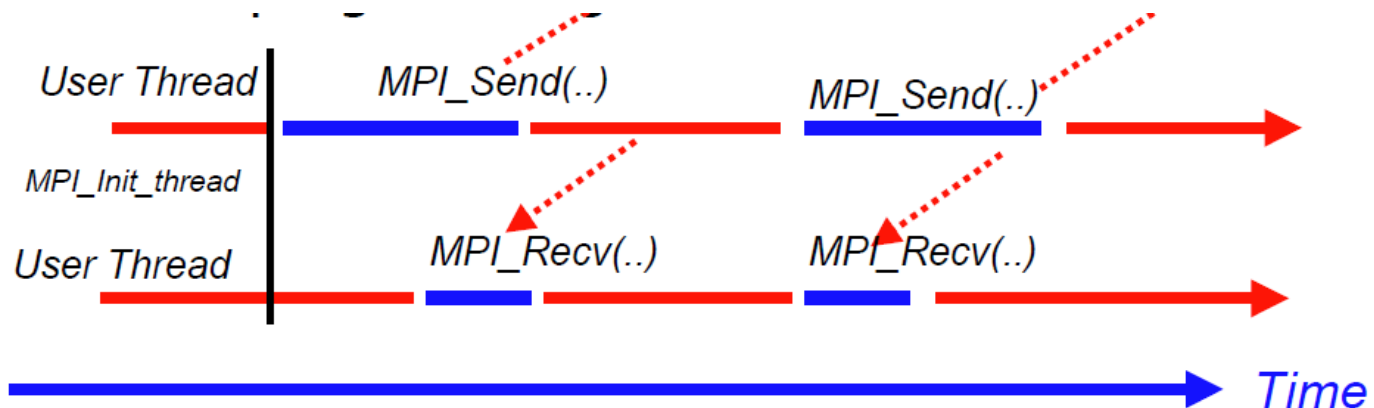 User Thread
MPI_Send(..)
MPI_Send(..)
MPI_Init_thread
User Thread
MPI_Recv(..)
MPI_Recv(..)
Time